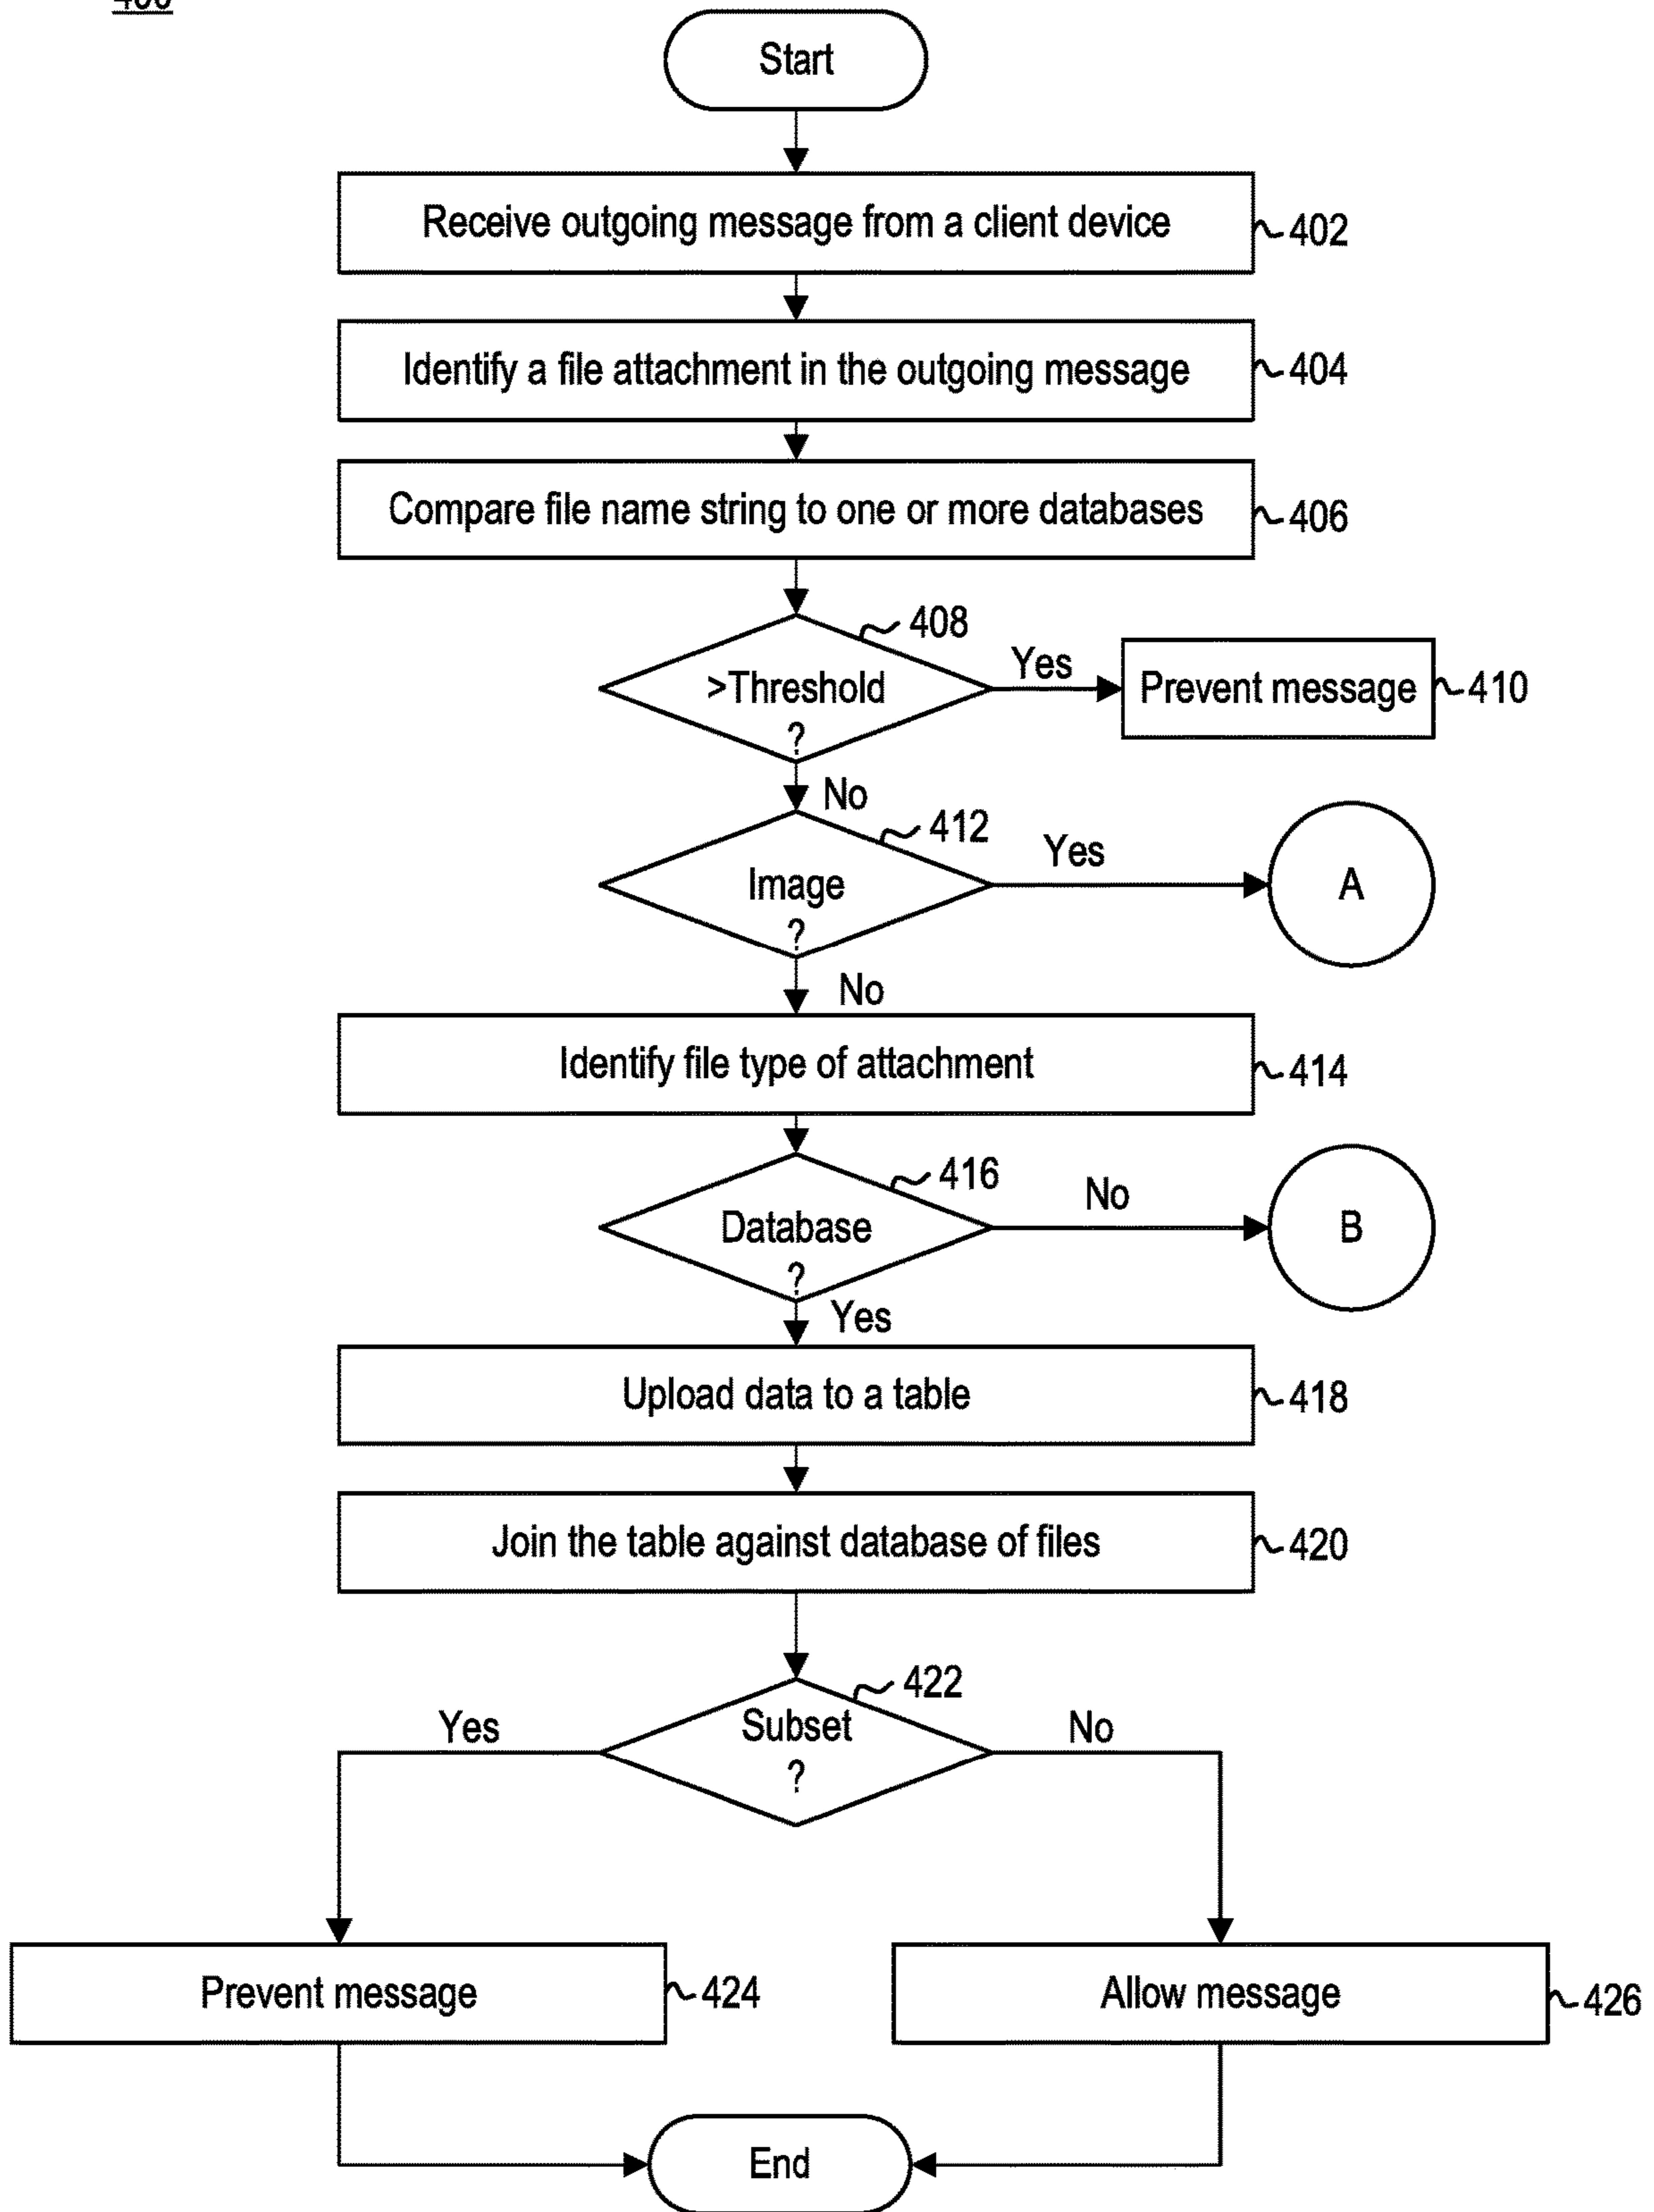 Start
Receive outgoing message from a client device
402
Identify a file attachment in the outgoing message
404
Compare file name string to one or more databases
406
408
>Threshold
?
Yes
Prevent message
410
No
412
Image
?
Yes
A
No
Identify file type of attachment
414
416
Database
?
No
B
Yes
Upload data to a table
418
Join the table against database of files
420
422
Subset
?
Yes
No
Prevent message
424
Allow message
426
End